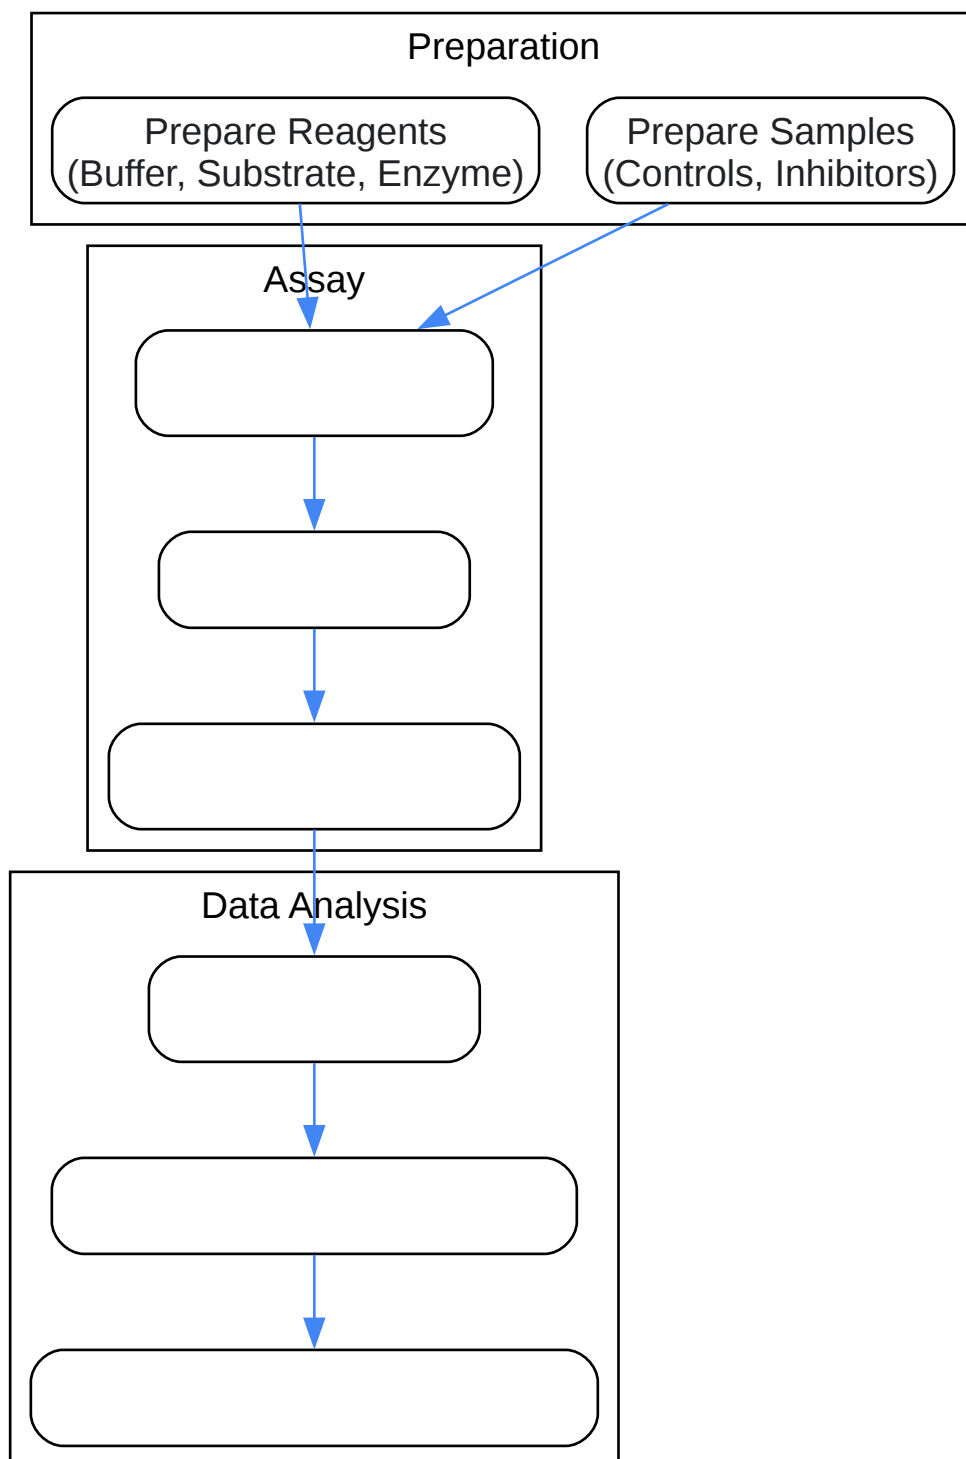 Preparation
Prepare Reagents
(Buffer, Substrate, Enzyme)
Prepare Samples
(Controls, Inhibitors)
Assay
Data Analysis